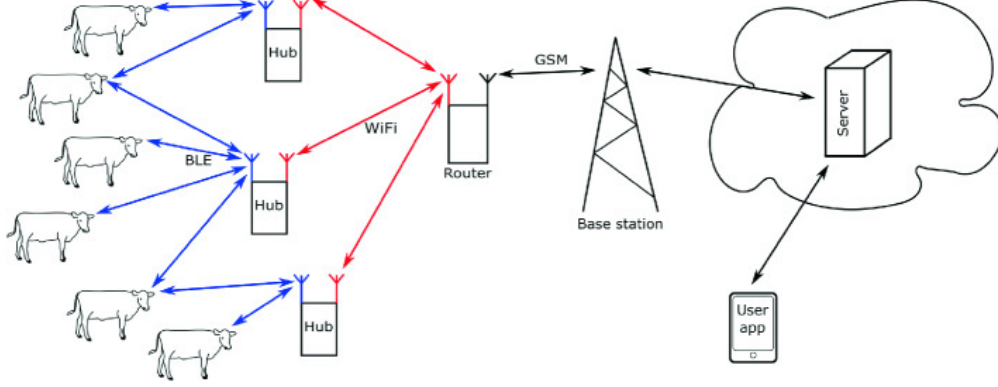 Hub
GSM
WiFi
Server
BLE
Router
Hub
Base station
Hub
User
app